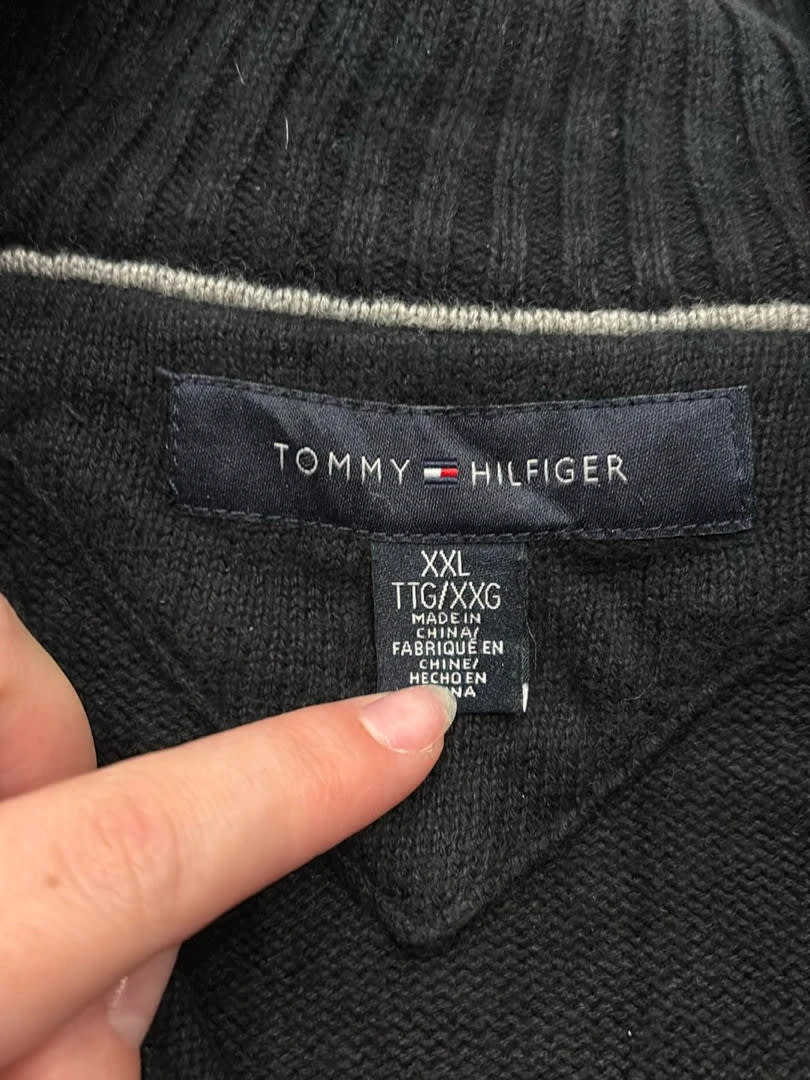 TOMMY HILFIGER
XXL
TTG/XXG
MADE IN
CHINA/
FABRIQUÉ EN
CHINE/
HECHO EN